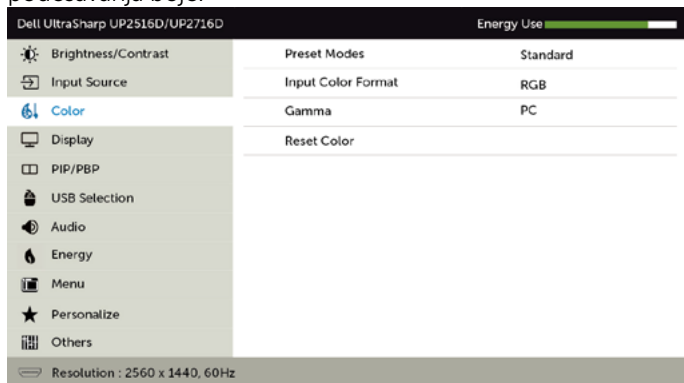 Dell UltraSharp UP2516D/UP2716D Energy Use
Brightness/Contrast Preset Modes Standard
Input Source Input Color Format RGB
Color Gamma PC
Display Reset Color
PIP/PBP
USB Selection
Audio
Energy
Menu
Personalize
Others
Resolution : 2560 x 1440, 60Hz